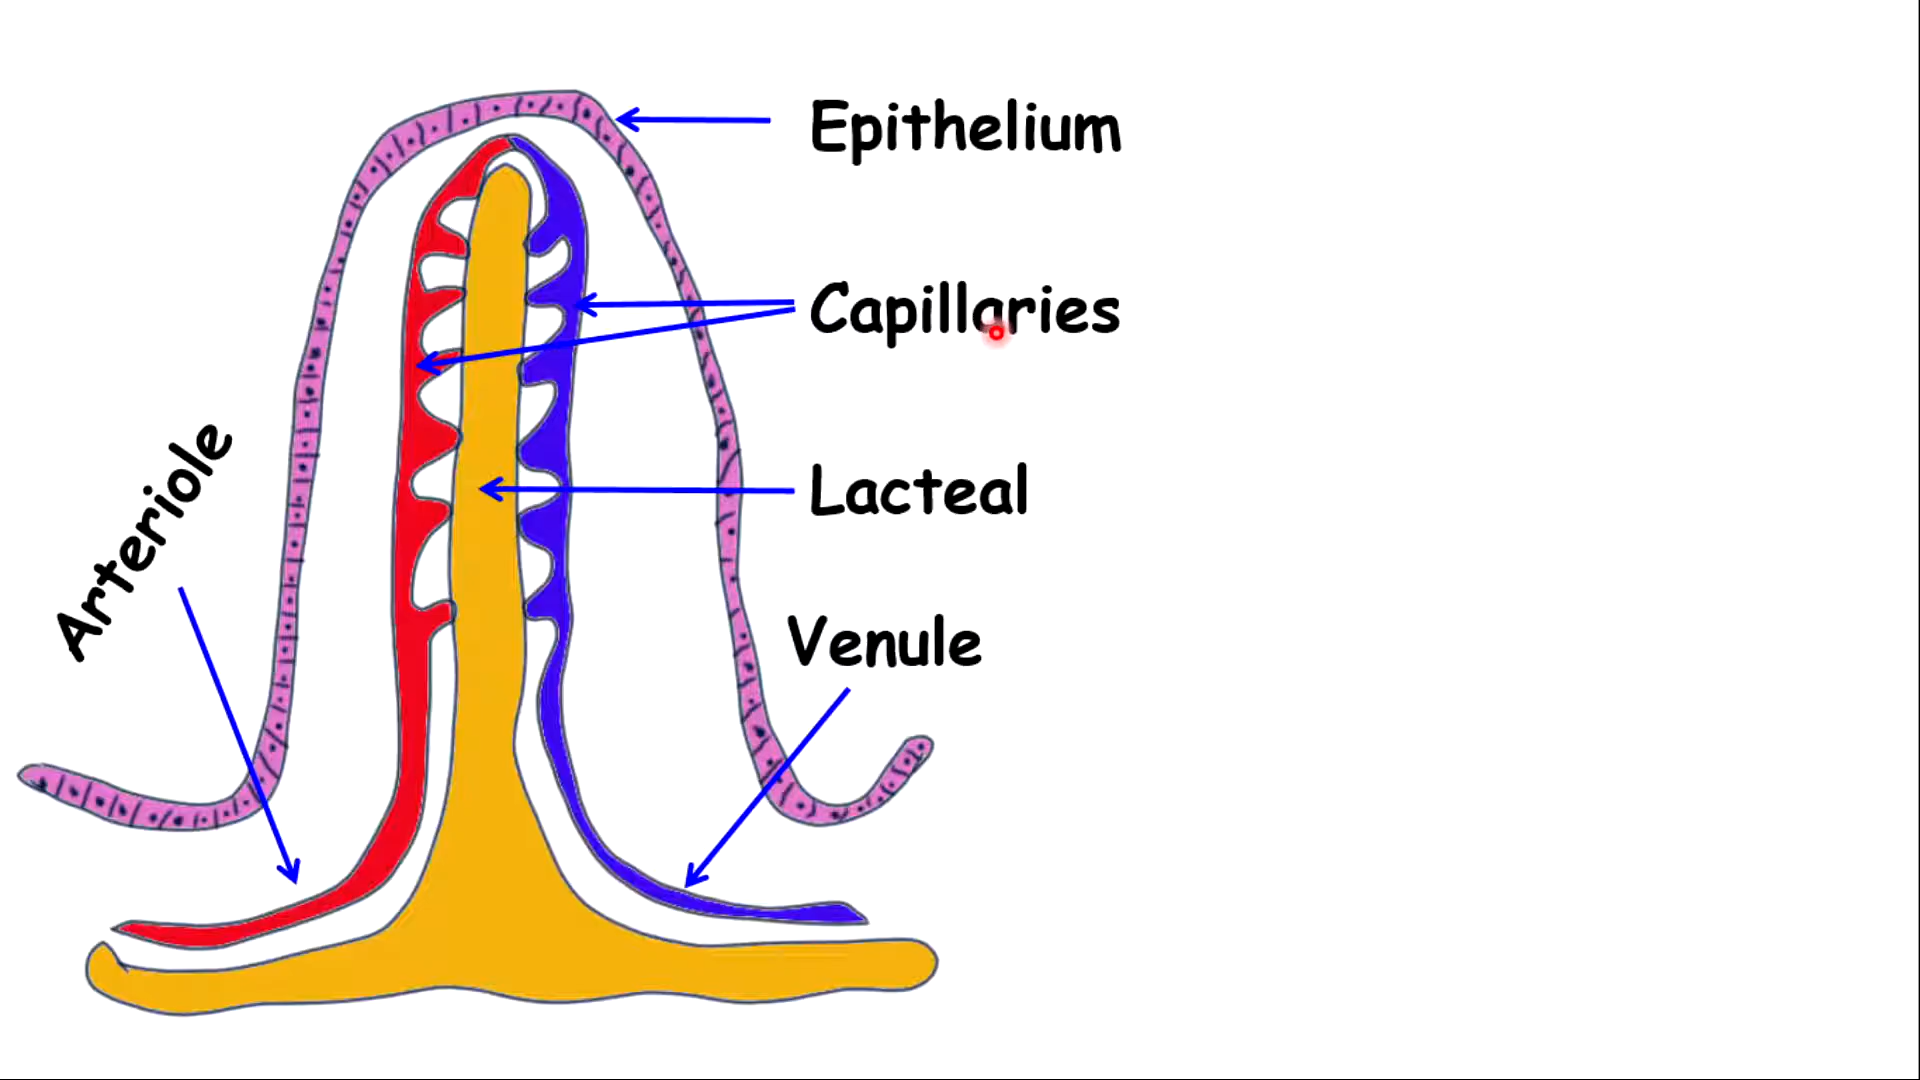 Epithelium
Capillaries
Arteriole
Lacteal
Venule